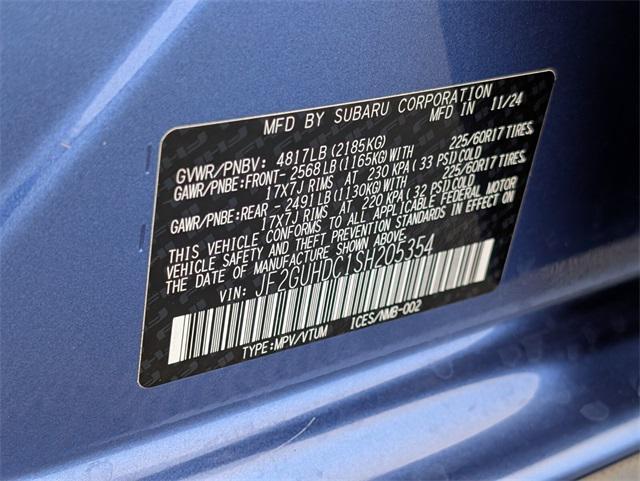 MFD BY SUBARU CORPORATION
MFD IN 11/24
GVWR/PNBV: 4817LB (2185KG)
GAWR/PNBE:FRONT- 2568LB (1165KG)WITH 225/60R17 TIRES,
17X7J RIMS AT 230 KPA (33 PSI) COLD
GAWR/PNBE:REAR - 2491LB (1130KG)WITH 225/60R17 TIRES,
17X7J RIMS AT 220 KPA (32 PSI) COLD
THIS VEHICLE CONFORMS TO ALL APPLICABLE FEDERAL MOTOR
VEHICLE SAFETY AND THEFT PREVENTION STANDARDS IN EFFECT ON
THE DATE OF MANUFACTURE SHOWN ABOVE.
VIN: JF2GUHDC1SH205354
TYPE:MPV/VTUM ICES/NMB-002